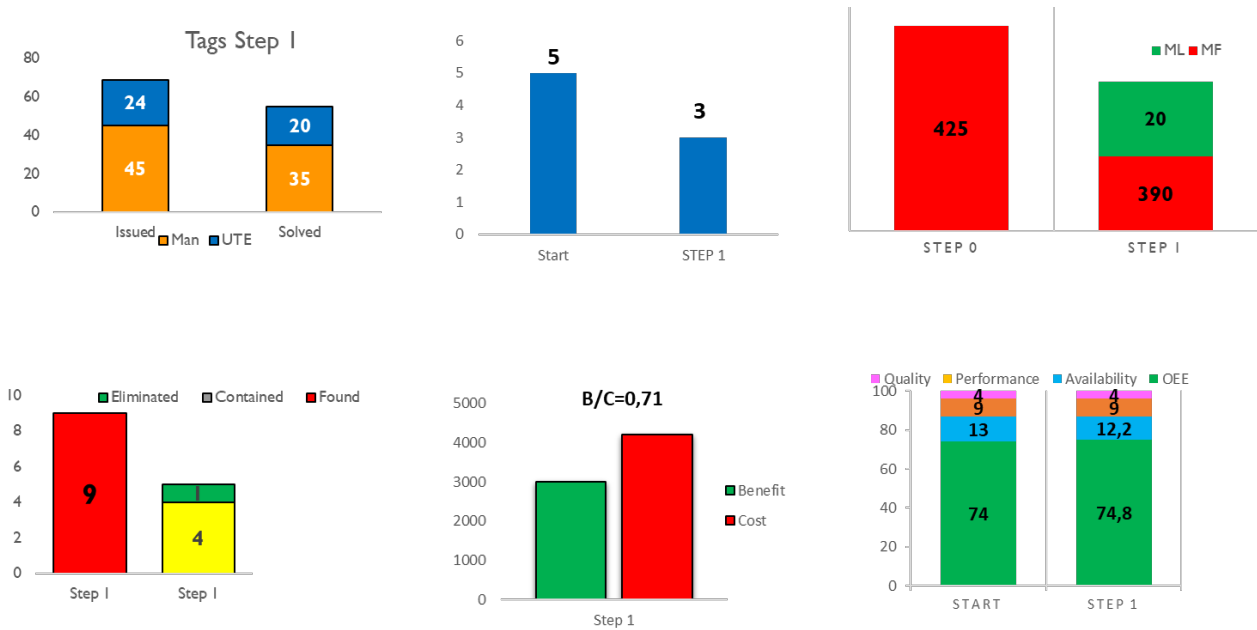 Tags Step 1
80
60
40
20
0
24
45
20
35
Issued
Solved
Man
UTE
6
5
4
3
2
1
0
5
3
Start
STEP 1
ML
MF
425
20
390
STEP 0
STEP 1
10
8
6
4
2
0
Eliminated
Contained
Found
9
1
4
Step 1
Step 1
B/C=0,71
5000
4000
3000
2000
1000
0
Benefit
Cost
Step 1
Quality
Performance
Availability
OEE
100
80
60
40
20
0
4
9
13
74
4
9
12,2
74,8
START
STEP 1